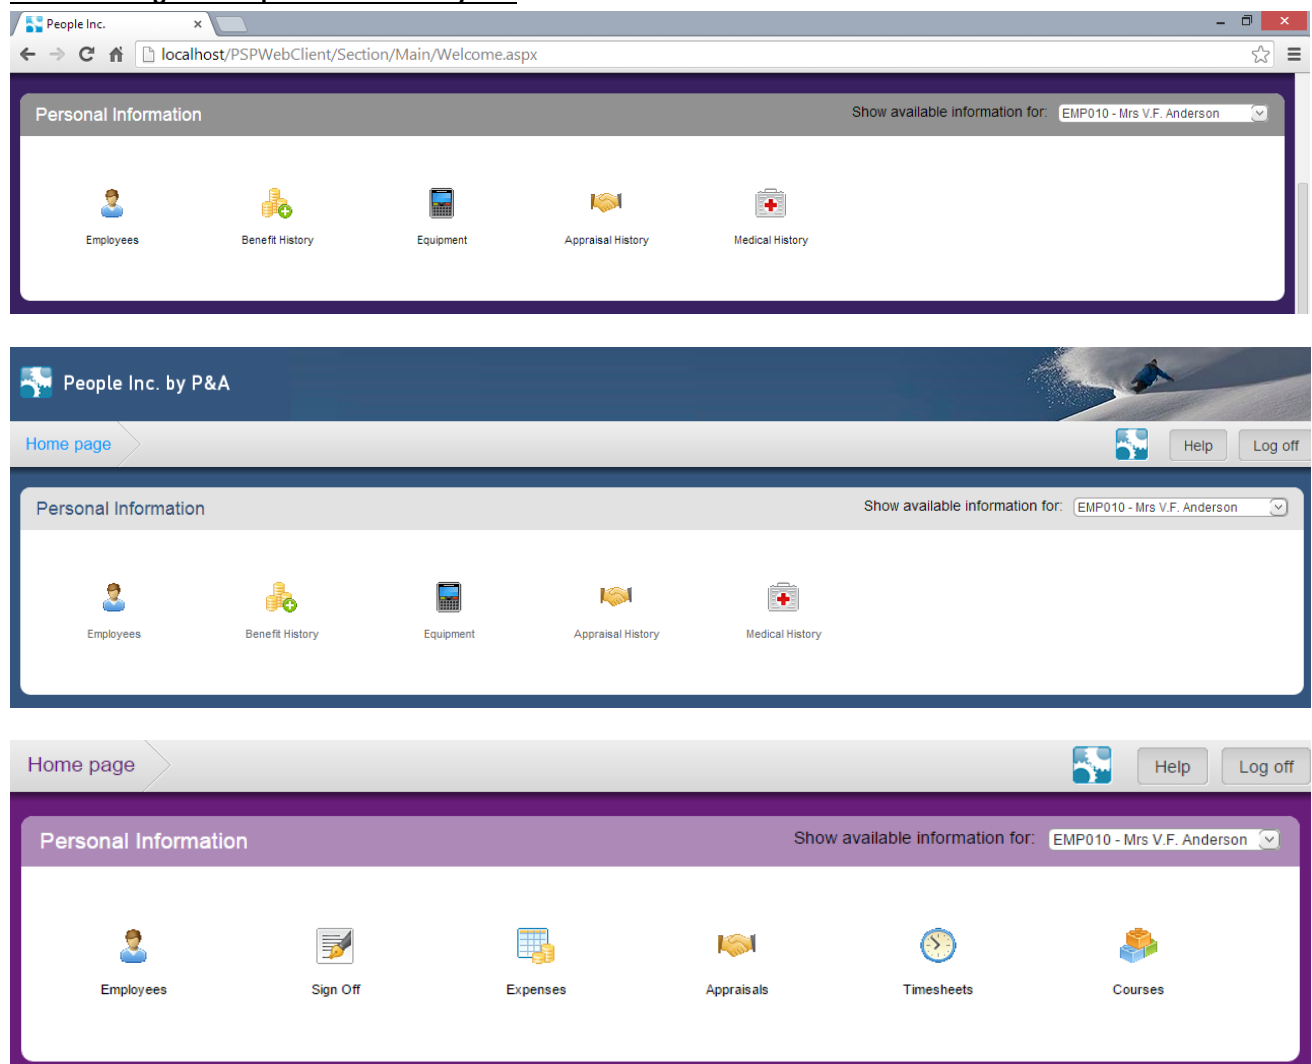 People Inc.
localhost/PSPWebClient/Section/Main/Welcome.aspx
Personal Information Show available information for: EMP010 - Mrs V.F. Anderson
Employees Benefit History Equipment Appraisal History Medical History
People Inc. by P&A
Home page Help Log off
Personal Information Show available information for: EMP010 - Mrs V.F. Anderson
Employees Benefit History Equipment Appraisal History Medical History
Home page Help Log off
Personal Information Show available information for: EMP010 - Mrs V.F. Anderson
Employees Sign Off Expenses Appraisals Timesheets Courses